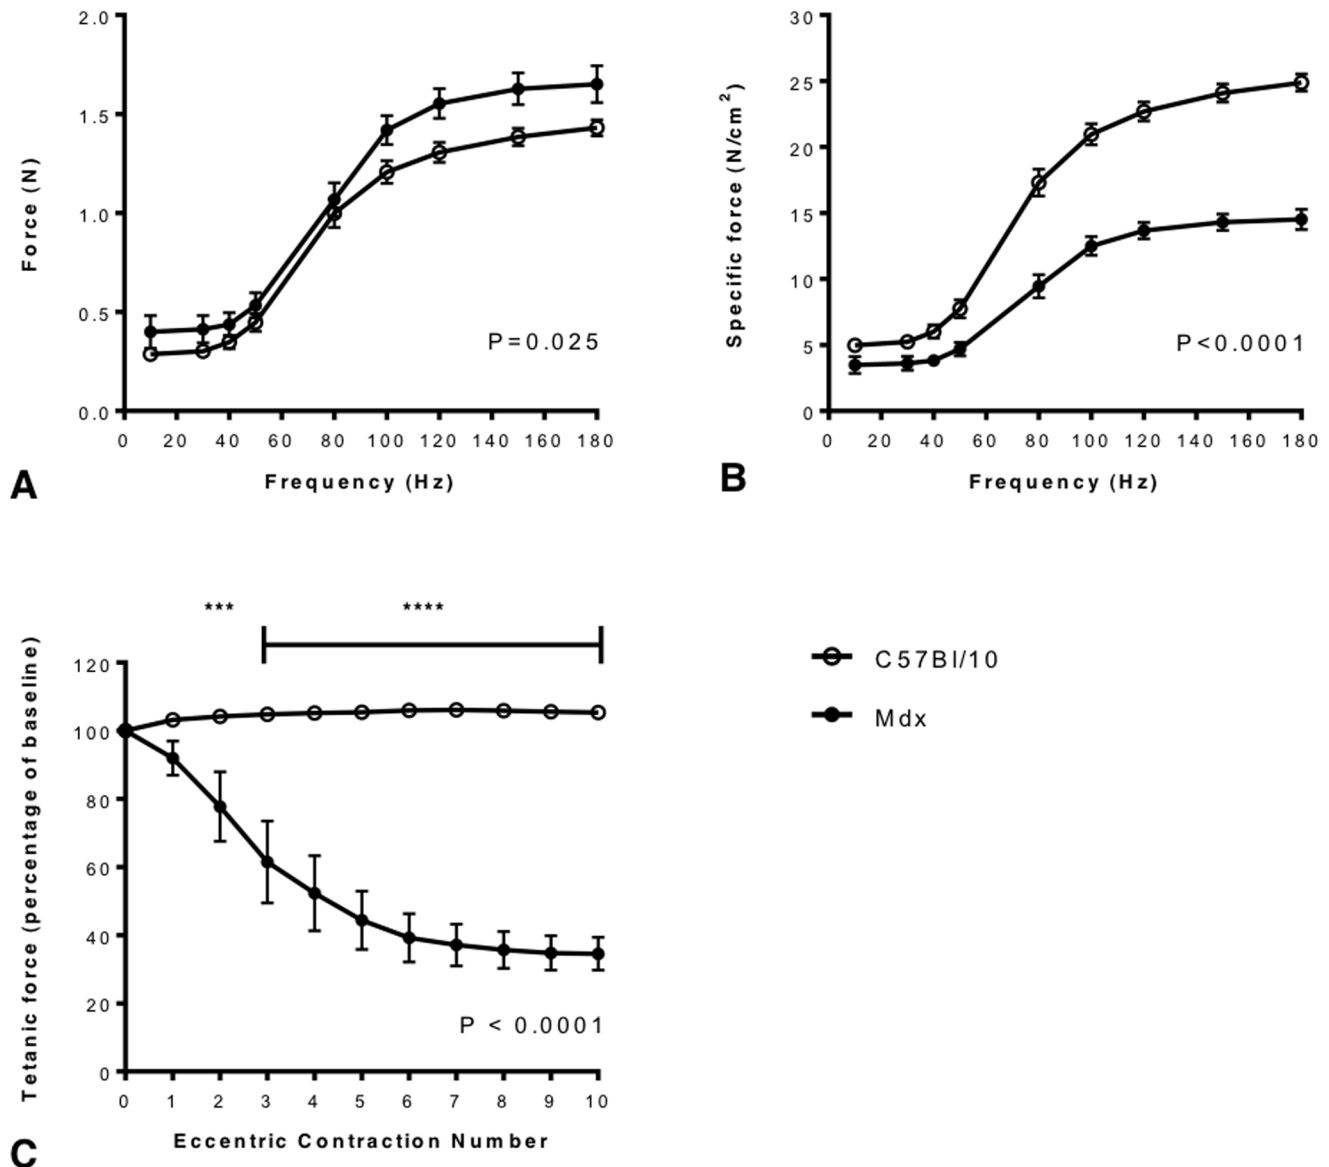 2.0
1.5
1.0
0.5
0.0
Force (N)
P=0.025
0 20 40 60 80 100 120 140 160 180
Frequency (Hz)
A
30
25
20
15
10
5
0
Specific force (N/cm²)
P<0.0001
0 20 40 60 80 100 120 140 160 180
Frequency (Hz)
B
*** ****
120
100
80
60
40
20
0
Tetanic force (percentage of baseline)
P < 0.0001
0 1 2 3 4 5 6 7 8 9 10
Eccentric Contraction Number
C
C57Bl/10
Mdx